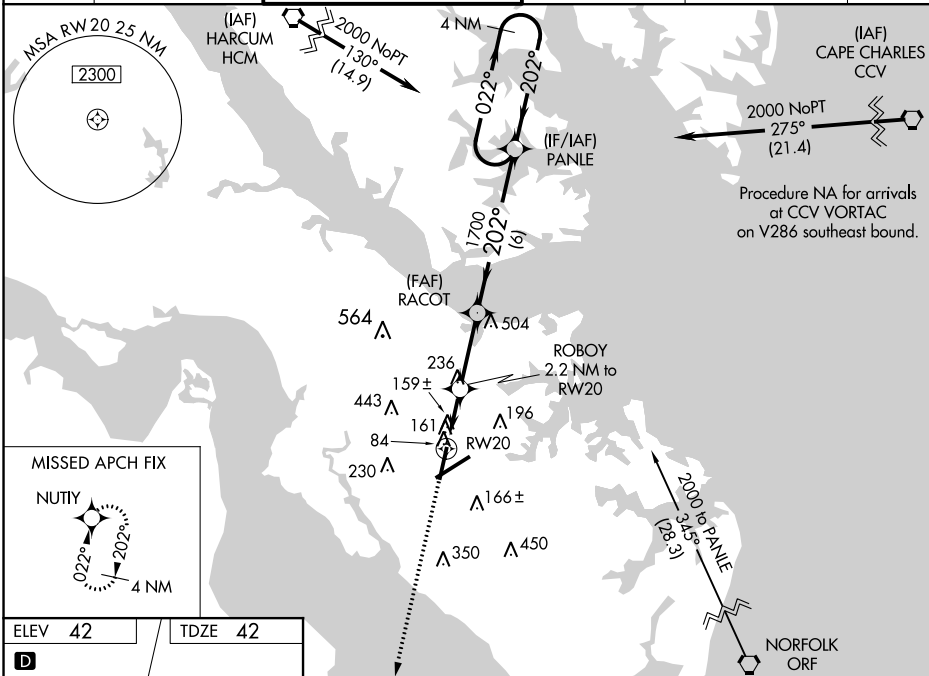 MSA RW 20 25 NM
2300
(IAF)
HARCUM
HCM
2000 NoPT
130°
(14.9)
4 NM
022°
202°
(IF/IAF)
PANLE
(IAF)
CAPE CHARLES
CCV
2000 NoPT
275°
(21.4)
Procedure NA for arrivals
at CCV VORTAC
on V286 southeast bound.
1700
202°
(6)
(FAF)
RACOT
564
504
236
ROBOY
2.2 NM to
RW20
159±
443
161
196
84
RW20
230
166±
350
450
2000 to PANLE
345°
(28.3)
NORFOLK
ORF
MISSED APCH FIX
NUTIY
022°
202°
4 NM
ELEV 42
TDZE 42
D